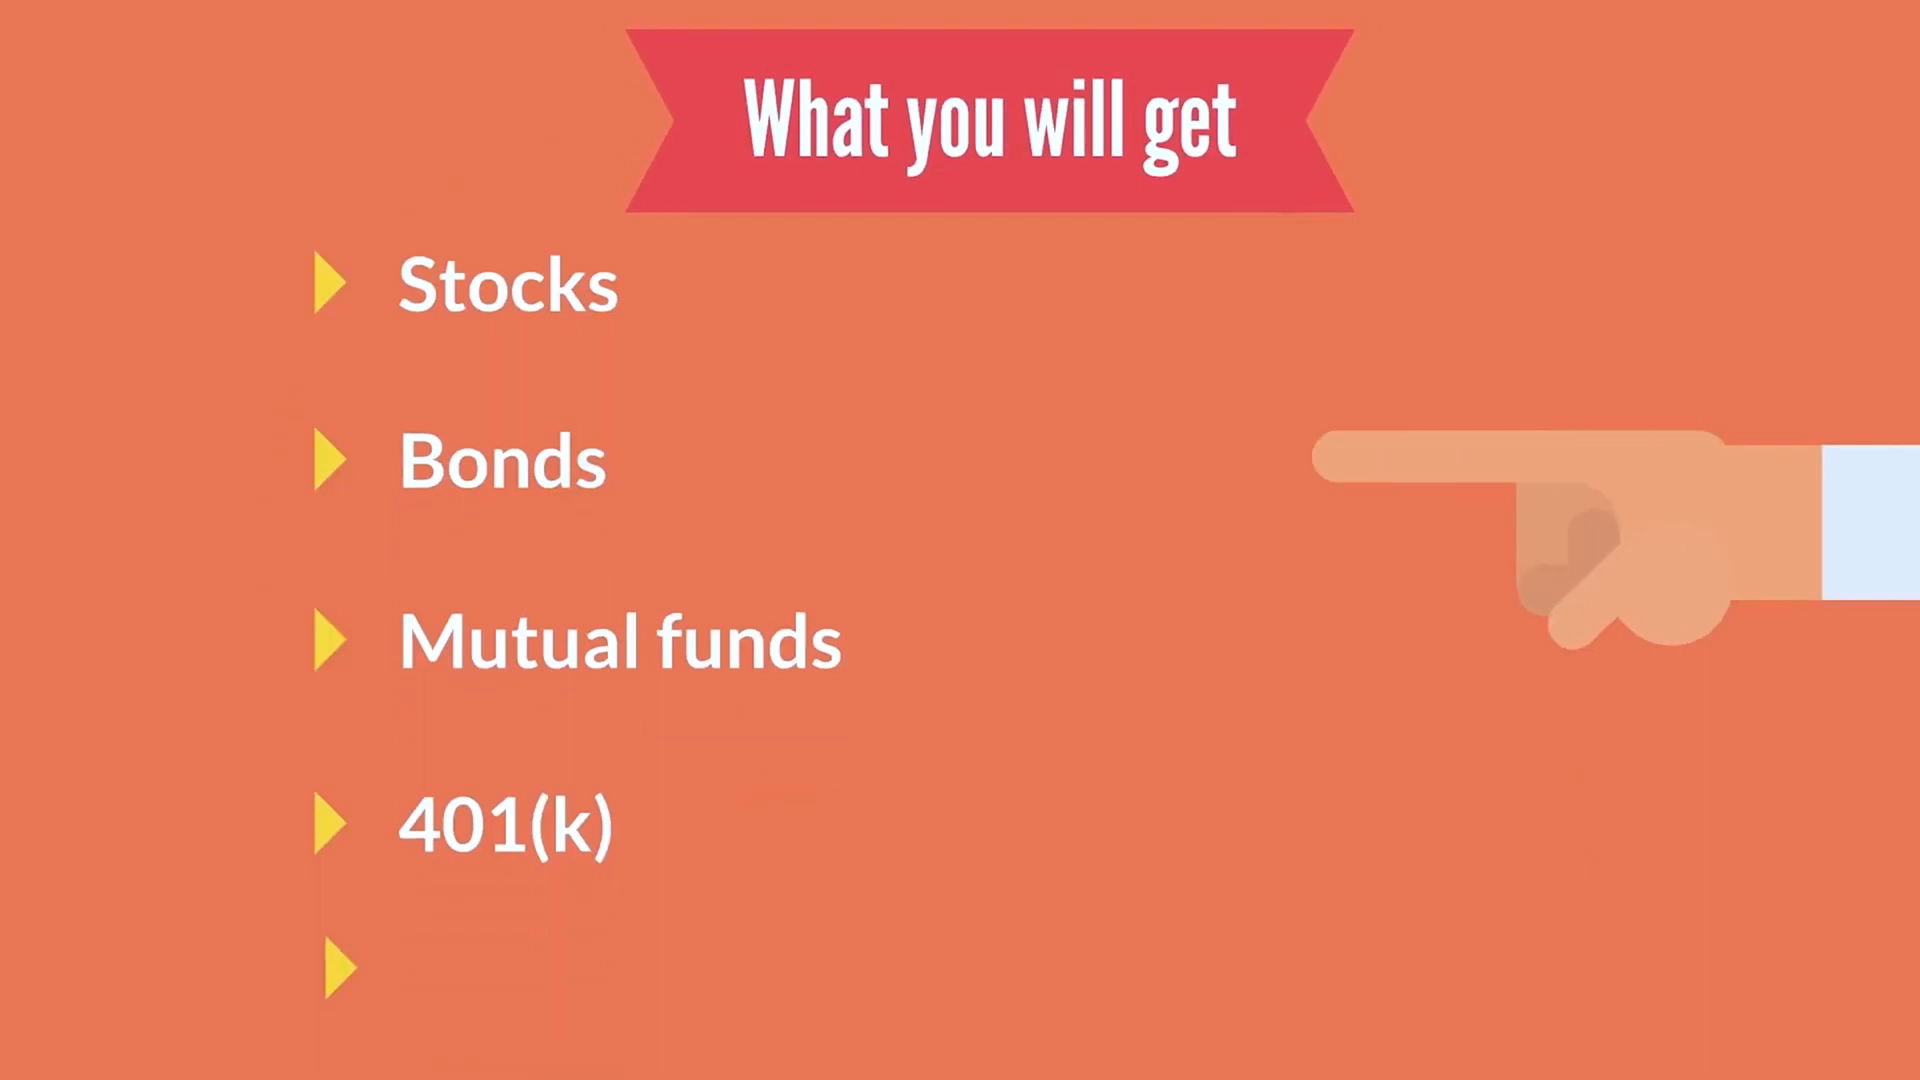 What you will get
Stocks
Bonds
Mutual funds
401(k)